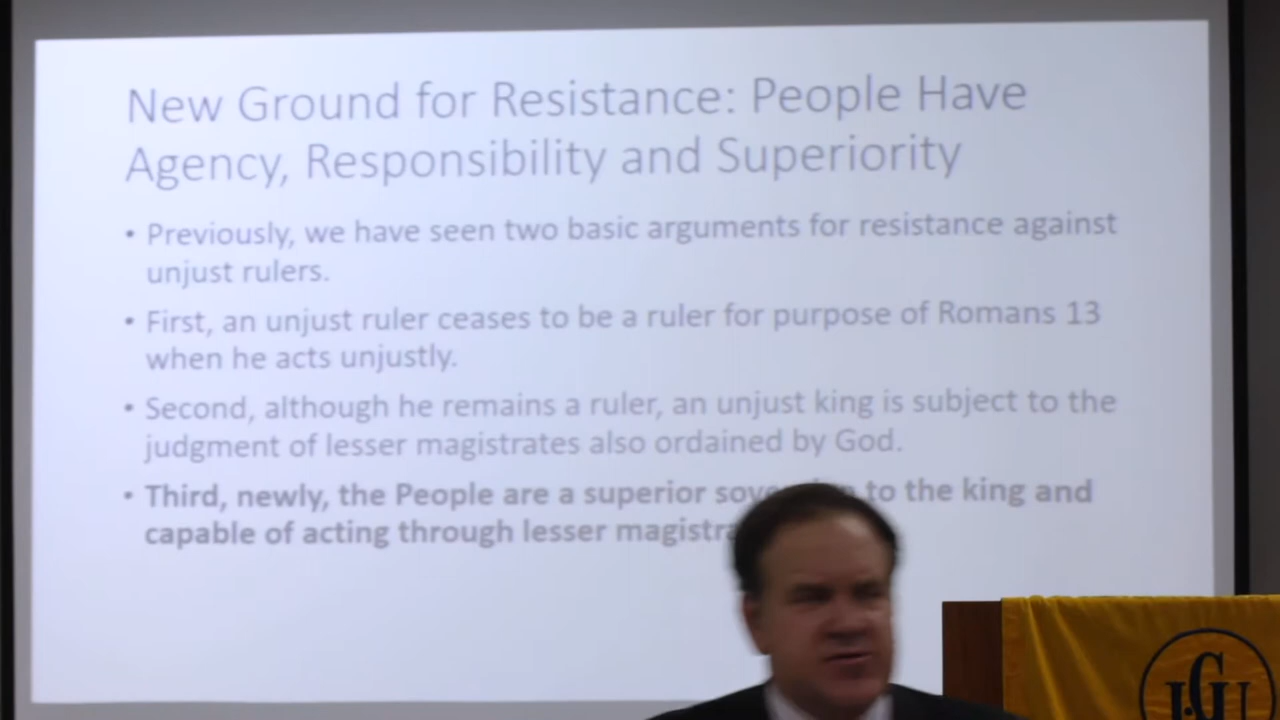 New Ground for Resistance: People Have
Agency, Responsibility and Superiority
• Previously, we have seen two basic arguments for resistance against
unjust rulers.
• First, an unjust ruler ceases to be a ruler for purpose of Romans 13
when he acts unjustly.
• Second, although he remains a ruler, an unjust king is subject to the
judgment of lesser magistrates also ordained by God.
• Third, newly, the People are a superior to the king and
capable of acting through lesser